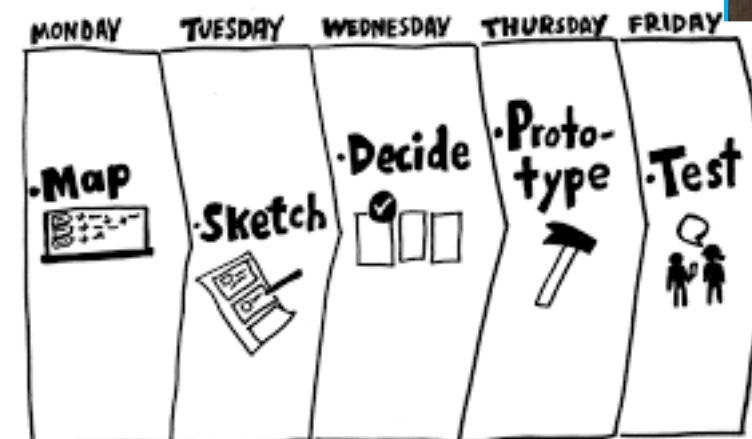 MONDAY TUESDAY WEDNESDAY THURSDAY FRIDAY
·Map
·Sketch
·Decide
·Proto-
type
·Test